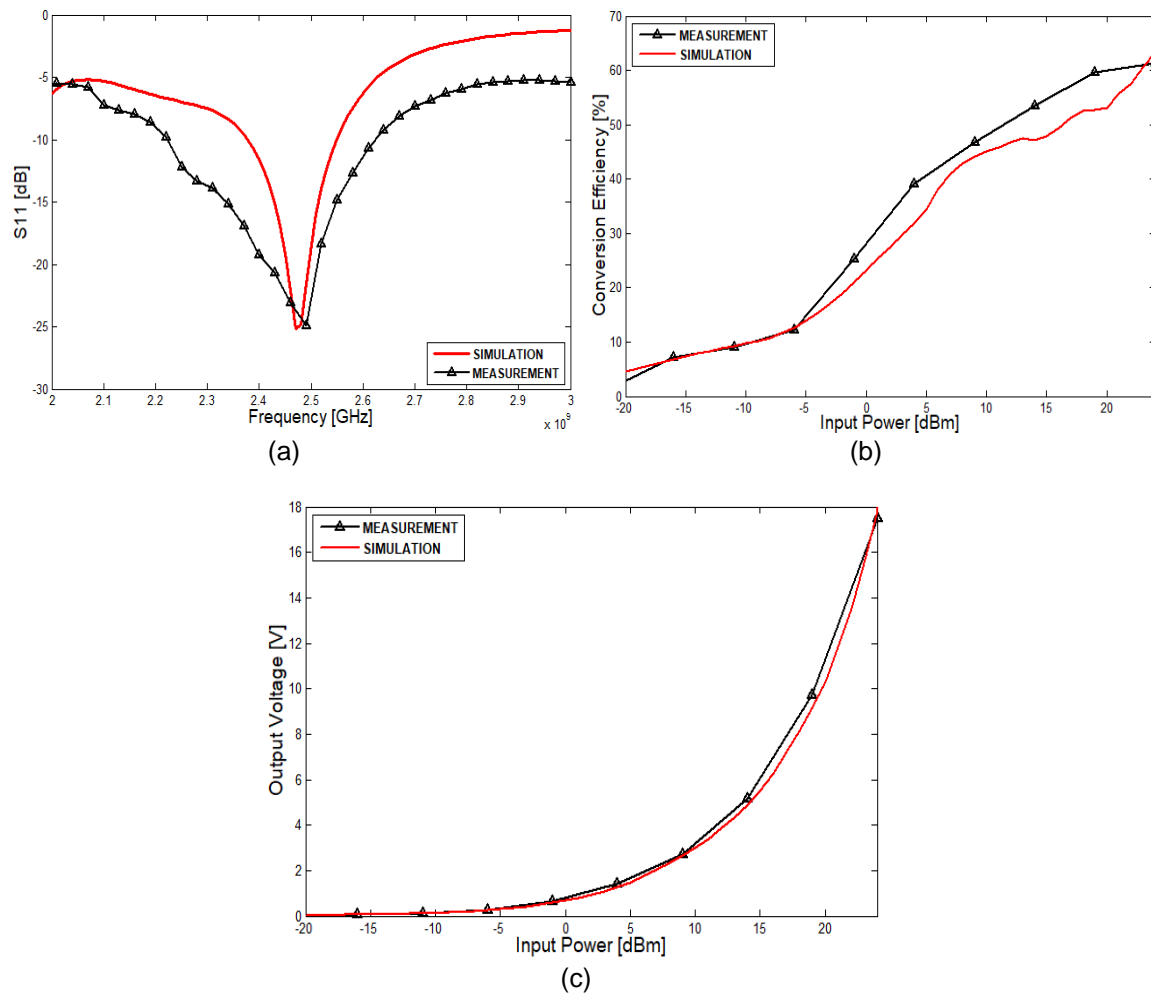 0
-5
-10
-15
-20
-25
-30
S11 [dB]
SIMULATION
MEASUREMENT
2 2.1 2.2 2.3 2.4 2.5 2.6 2.7 2.8 2.9 3
Frequency [GHz]
x 10^9
(a)
70
60
50
40
30
20
10
0
Conversion Efficiency [%]
MEASUREMENT
SIMULATION
-20 -15 -10 -5 0 5 10 15 20
Input Power [dBm]
(b)
18
16
14
12
10
8
6
4
2
0
Output Voltage [V]
MEASUREMENT
SIMULATION
-20 -15 -10 -5 0 5 10 15 20
Input Power [dBm]
(c)